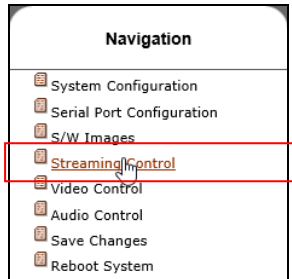 Navigation
System Configuration
Serial Port Configuration
S/W Images
Streaming Control
Video Control
Audio Control
Save Changes
Reboot System